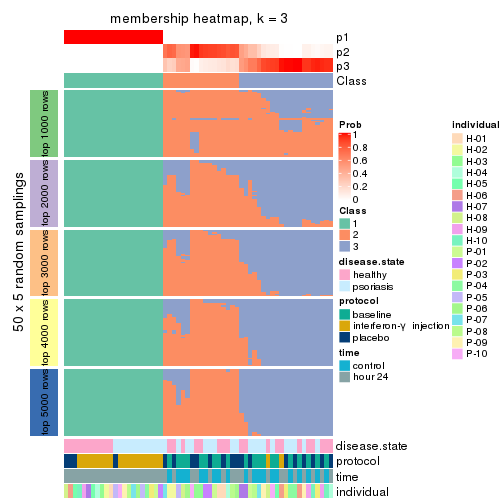 membership heatmap, k = 3
p1
p2
p3
Class
50 x 5 random samplings
top 1000 rows
top 2000 rows
top 3000 rows
top 4000 rows
top 5000 rows
disease.state
protocol
time
individual
Prob
1
0.8
0.6
0.4
0.2
0
Class
1
2
3
disease.state
healthy
psoriasis
protocol
baseline
interferon-γ injection
placebo
time
control
hour 24
individual
H-01
H-02
H-03
H-04
H-05
H-06
H-07
H-08
H-09
H-10
P-01
P-02
P-03
P-04
P-05
P-06
P-07
P-08
P-09
P-10